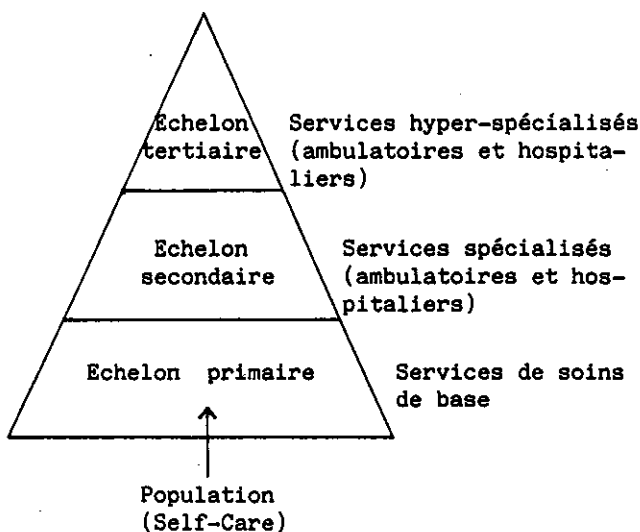 Echelon tertiaire
Services hyper-spécialisés
(ambulatoires et hospita-
liers)
Echelon secondaire
Services spécialisés
(ambulatoires et hos-
pitaliers)
Echelon primaire
Services de soins
de base
Population
(Self-Care)